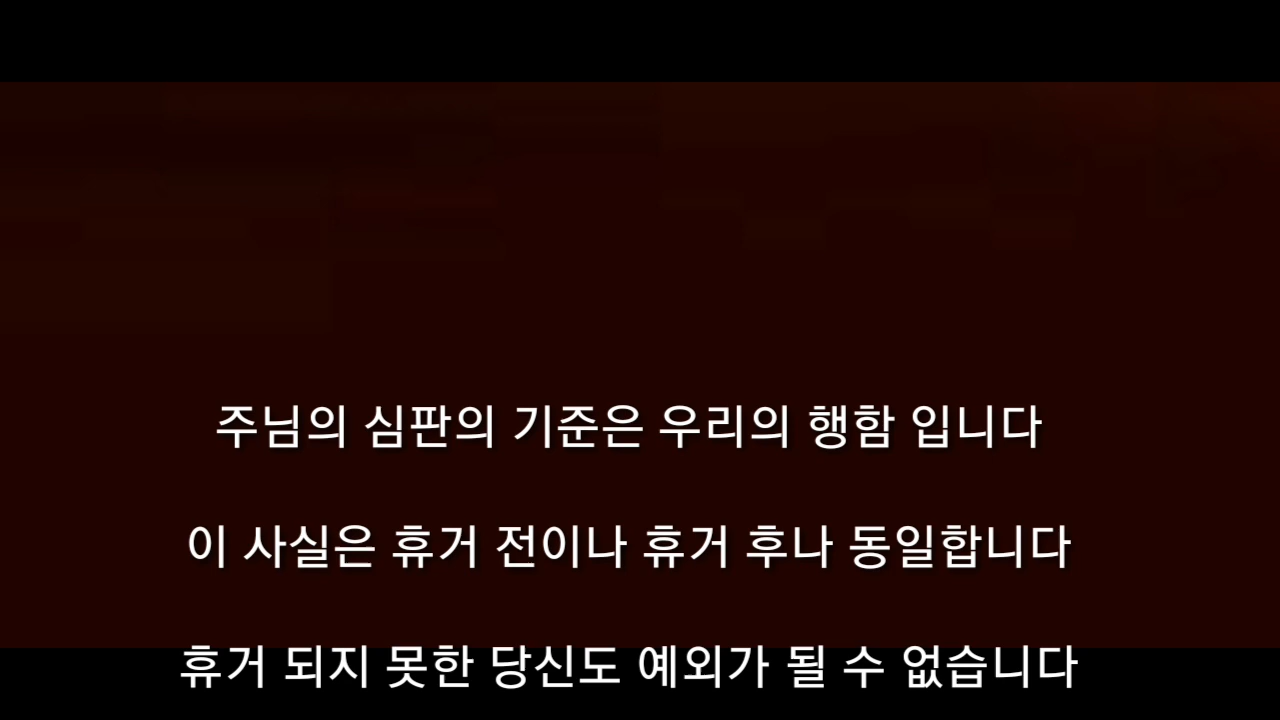 주님의 심판의 기준은 우리의 행함 입니다
이 사실은 휴거 전이나 휴거 후나 동일합니다
휴거 되지 못한 당신도 예외가 될 수 없습니다